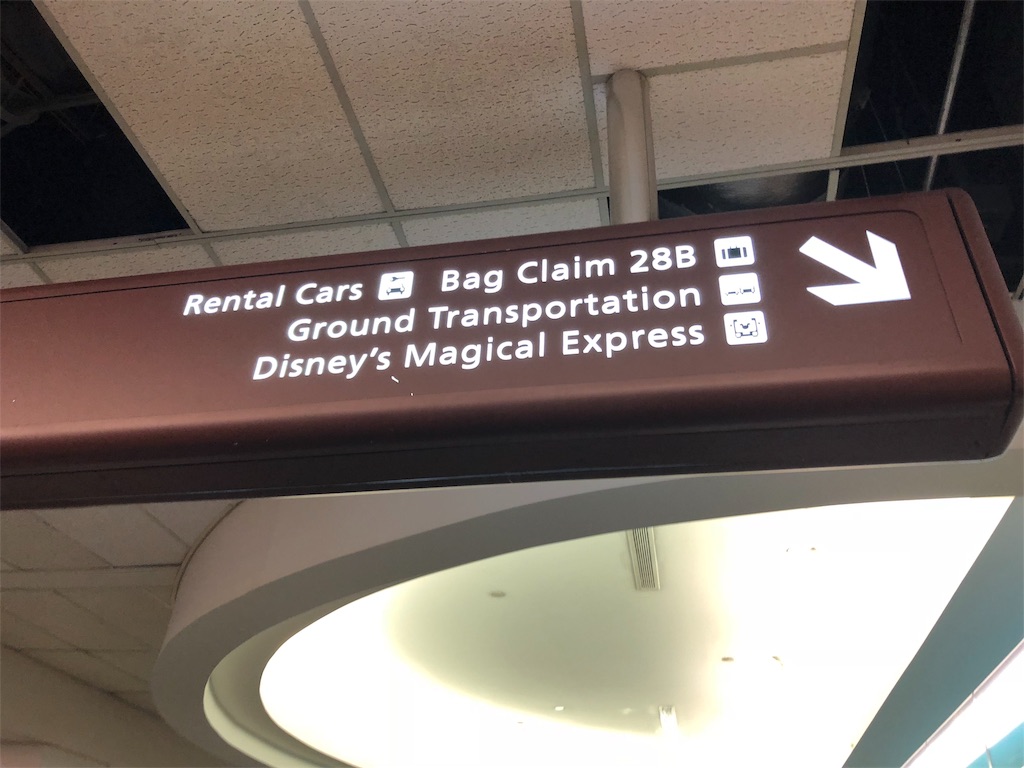 Rental Cars Bag Claim 28B
Ground Transportation
Disney's Magical Express